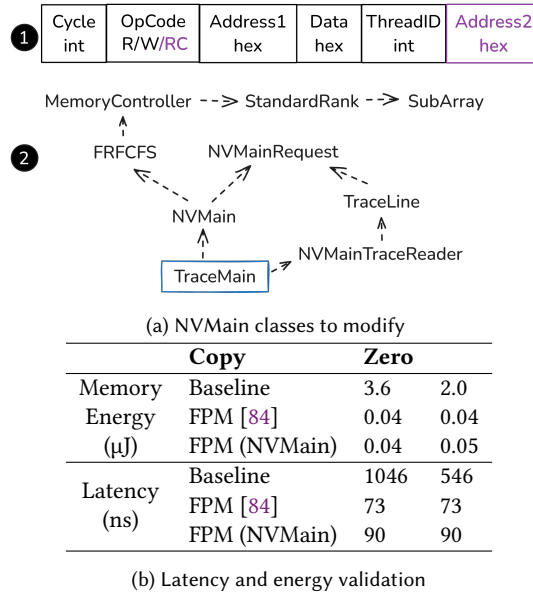 1 Cycle int OpCode R/W/RC Address1 hex Data hex ThreadID int Address2 hex
MemoryController StandardRank SubArray
2 FRFCFS NVMainRequest
TraceLine
NVMain
NVMainTraceReader
TraceMain
(a) NVMain classes to modify
Copy Zero
Memory Energy (μJ) Baseline 3.6 2.0
FPM [84] 0.04 0.04
FPM (NVMain) 0.04 0.05
Latency (ns) Baseline 1046 546
FPM [84] 73 73
FPM (NVMain) 90 90
(b) Latency and energy validation